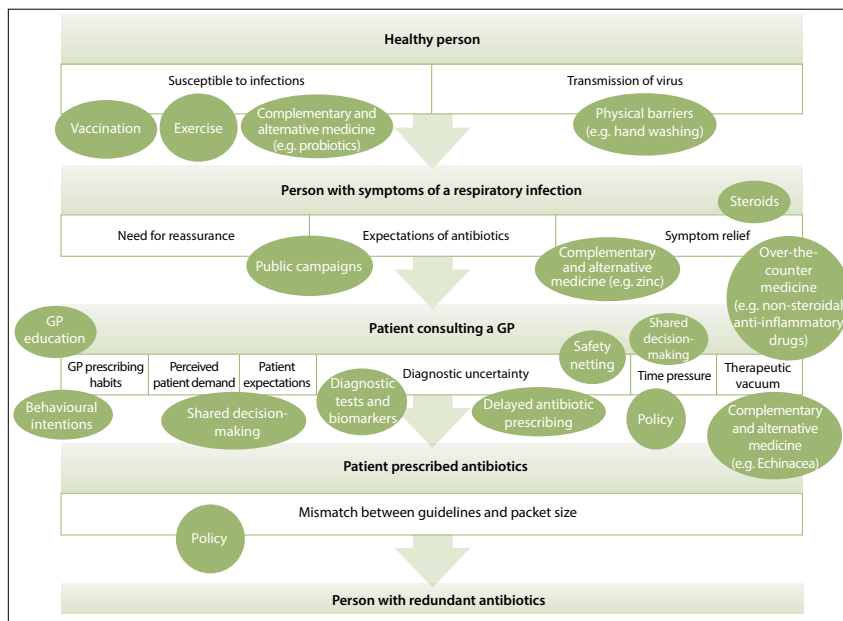 Healthy person
Susceptible to infections
Transmission of virus
Vaccination
Exercise
Complementary and
alternative medicine
(e.g. probiotics)
Physical barriers
(e.g. hand washing)
Person with symptoms of a respiratory infection
Steroids
Need for reassurance
Expectations of antibiotics
Symptom relief
Public campaigns
Complementary
and alternative
medicine (e.g. zinc)
Over-the-
counter
medicine
(e.g. non-steroidal
anti-inflammatory
drugs)
GP
education
Patient consulting a GP
Safety
netting
Shared
decision-
making
GP prescribing
habits
Perceived
patient demand
Patient
expectations
Diagnostic uncertainty
Time pressure
Therapeutic
vacuum
Behavioural
intentions
Shared decision-
making
Diagnostic
tests and
biomarkers
Delayed antibiotic
prescribing
Policy
Complementary
and alternative
medicine
(e.g. Echinacea)
Patient prescribed antibiotics
Mismatch between guidelines and packet size
Policy
Person with redundant antibiotics